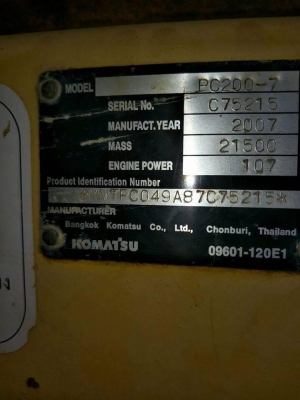 MODEL PC200-7
SERIAL No. C75215
MANUFACT.YEAR 2007
MASS 21500
ENGINE POWER 107
Product Identification Number
MANUFACTURER
Bangkok Komatsu Co., Ltd., Chonburi, Thailand
KOMATSU 09601-120E1